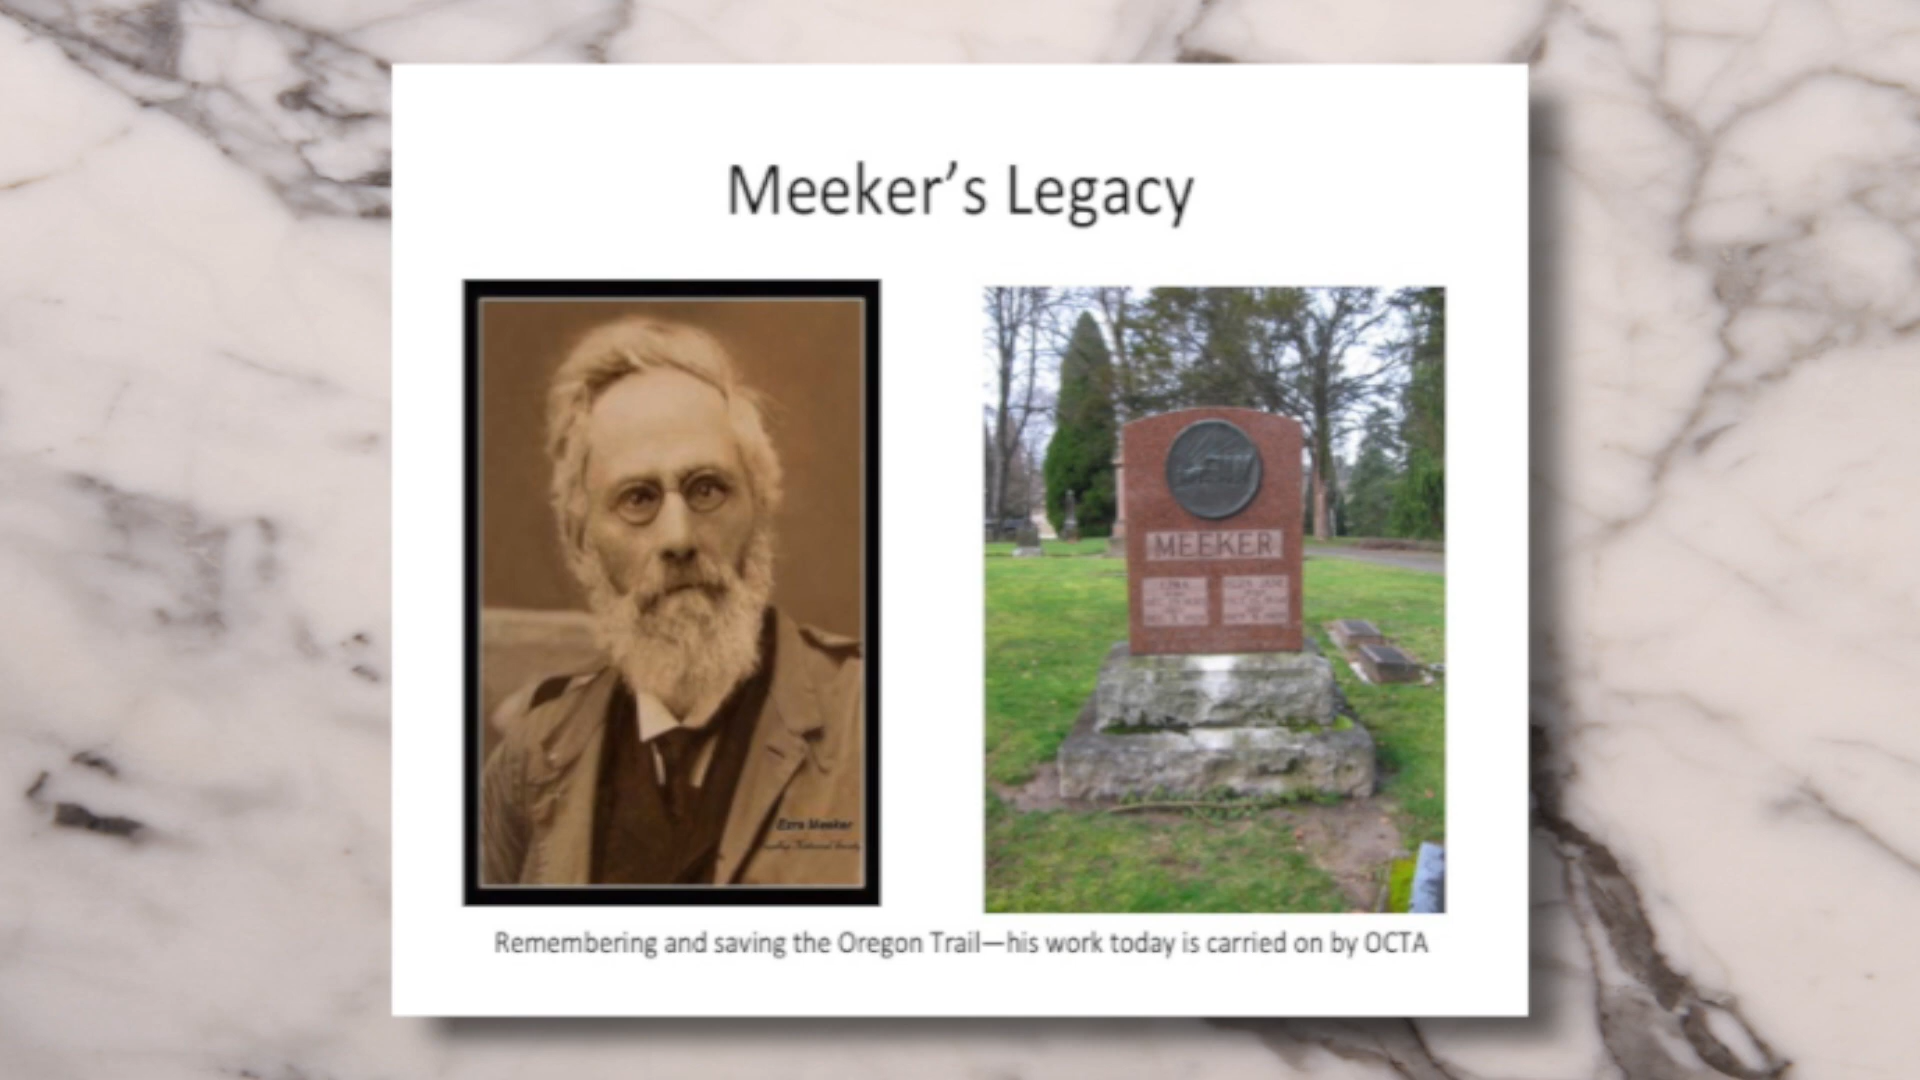 Meeker’s Legacy
Ezra Meeker
MEEKER
EZRA
Remembering and saving the Oregon Trail—his work today is carried on by OCTA